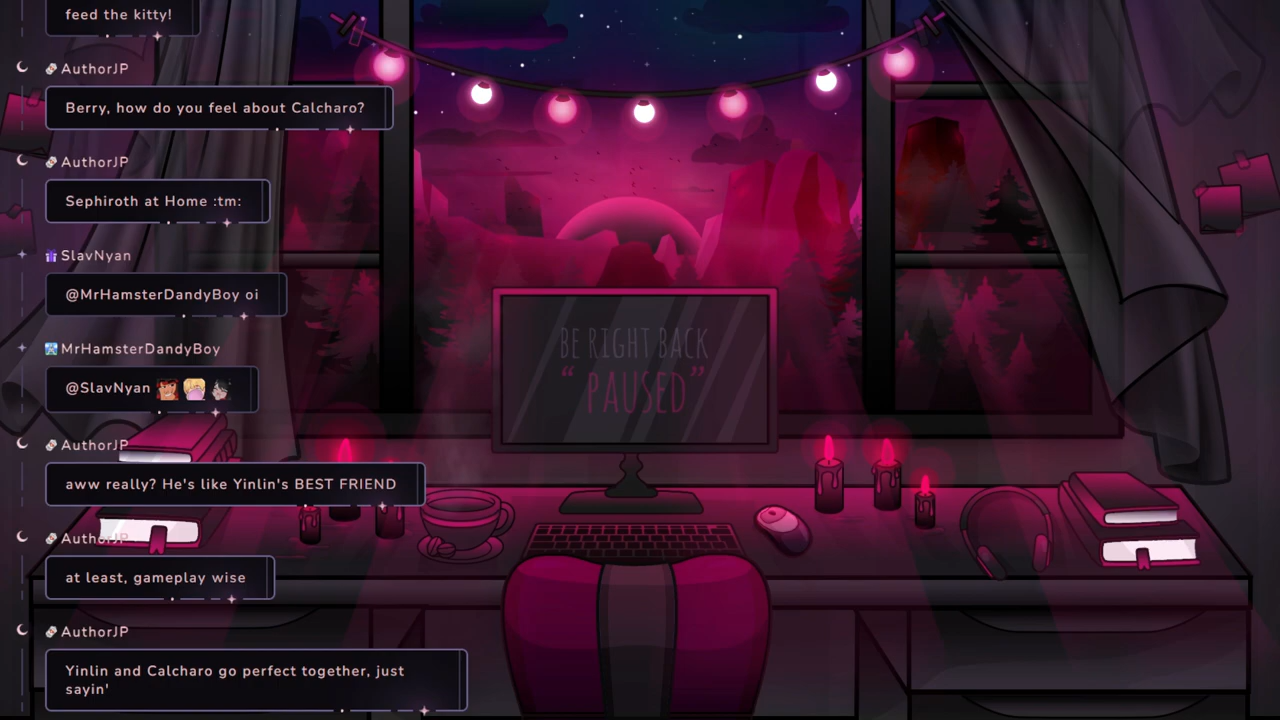 feed the kitty!
AuthorJP
Berry, how do you feel about Calcharo?
AuthorJP
Sephiroth at Home :tm:
SlavNyan
@MrHamsterDandyBoy oi
MrHamsterDandyBoy
@SlavNyan
AuthorJP
aww really? He's like Yinlin's BEST FRIEND
AuthorJP
at least, gameplay wise
AuthorJP
Yinlin and Calcharo go perfect together, just
sayin'
BE RIGHT BACK
“ PAUSED”